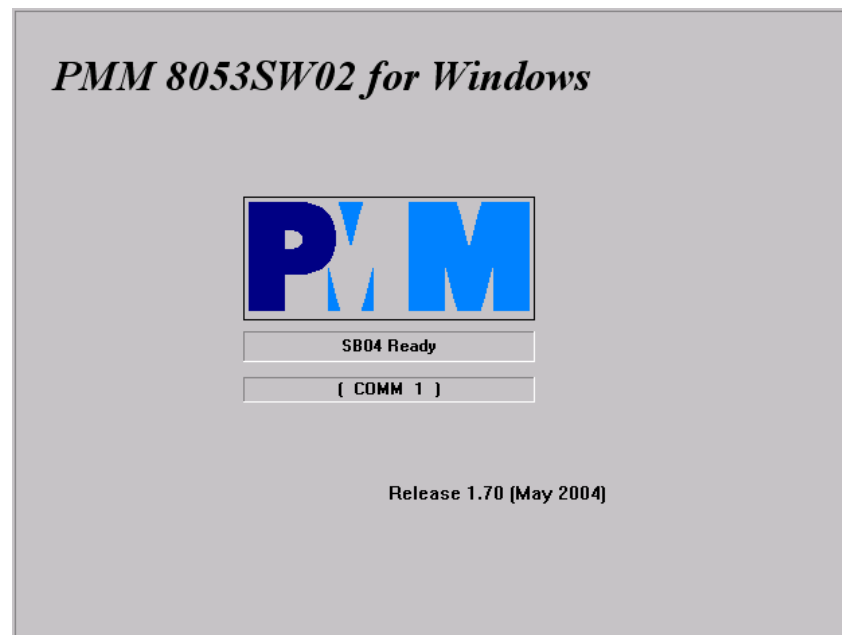 PMM 8053SW02 for Windows
PMM
SB04 Ready
( COMM 1 )
Release 1.70 (May 2004)